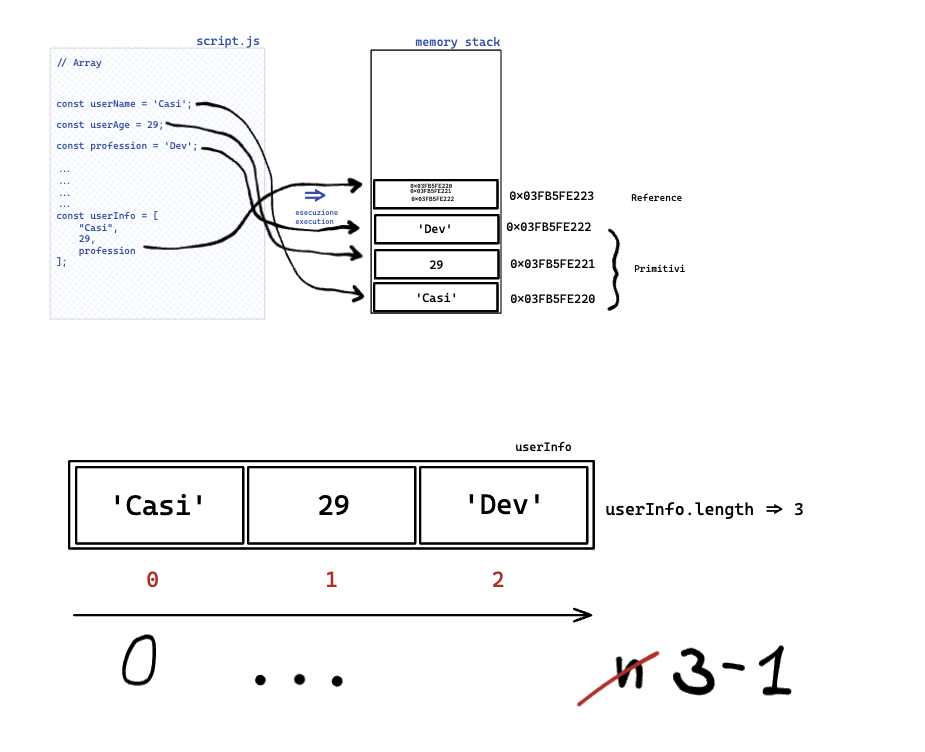 script.js
// Array
const userName = 'Casi';
const userAge = 29;
const profession = 'Dev';
...
...
...
...
const userInfo = [
"Casi",
29,
profession
];
esecuzione
execution
memory stack
0×03FB5FE220
0×03FB5FE221
0×03FB5FE222
0×03FB5FE223
Reference
'Dev'
0×03FB5FE222
29
0×03FB5FE221
Primitivi
'Casi'
0×03FB5FE220
userInfo
'Casi' 29 'Dev'
userInfo.length => 3
0 1 2
0 ... n 3-1